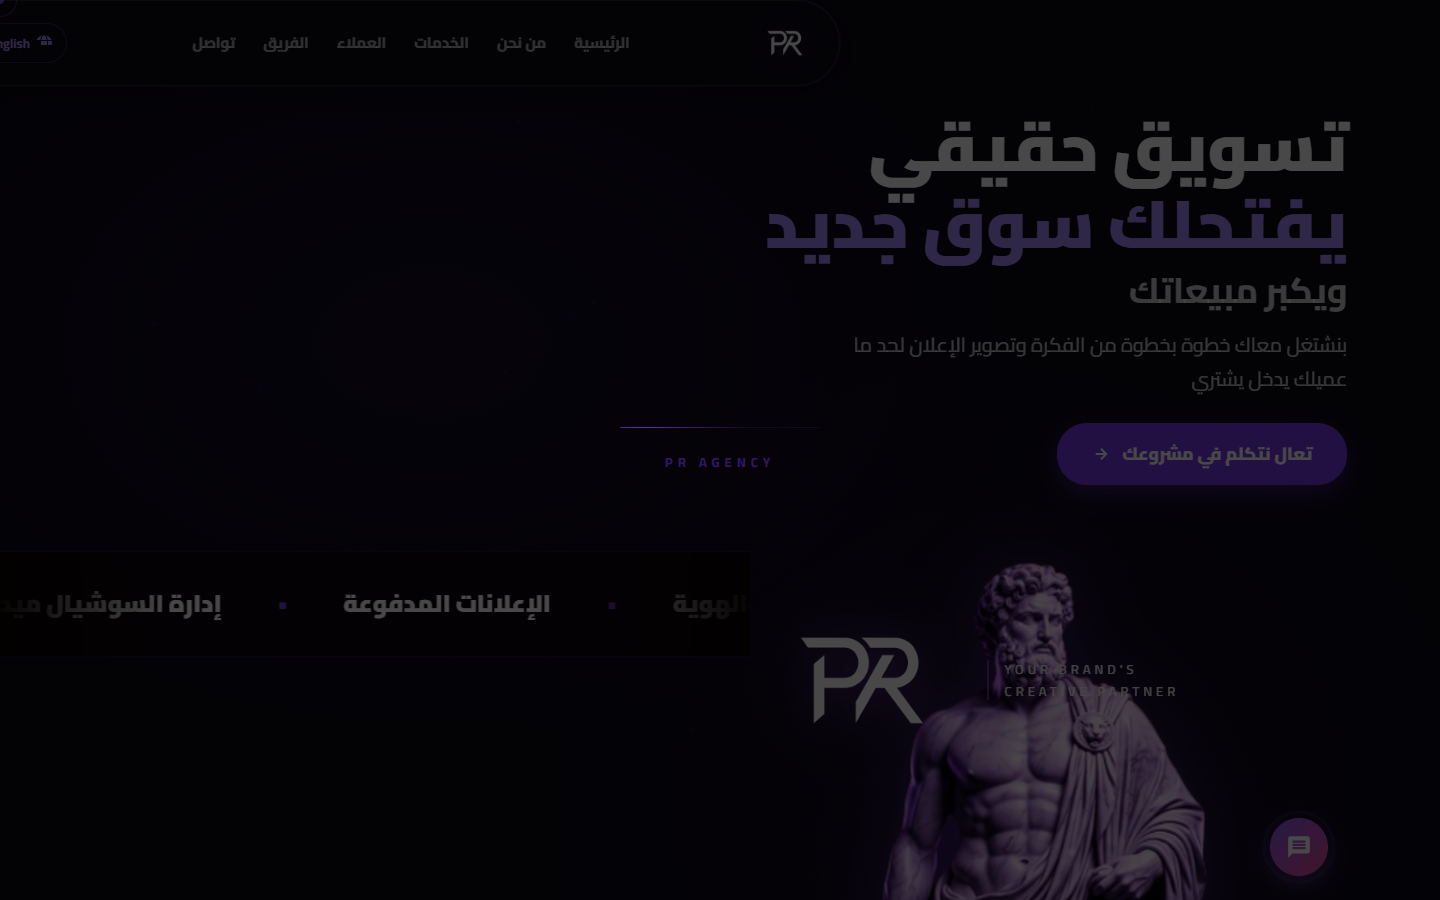 PR
الرئيسية
من نحن
الخدمات
العملاء
الفريق
تواصل
تسويق حقيقي
يفتحلك سوق جديد
ويكبر مبيعاتك
بنشتغل معاك خطوة بخطوة من الفكرة وتصوير الإعلان لحد ما
عميلك يدخل يشتري
تعال نتكلم في مشروعك
PR AGENCY
الهوية
الإعلانات المدفوعة
إدارة السوشيال
PR
YOUR BRAND'S
CREATIVE PARTNER